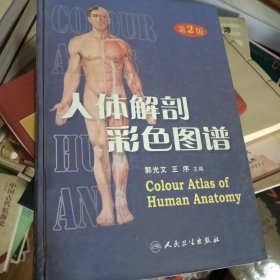 COLOUR
第2版
人体解剖
彩色图谱
郭光文 王序 主编
Colour Atlas of
Human Anatomy
人民卫生出版社